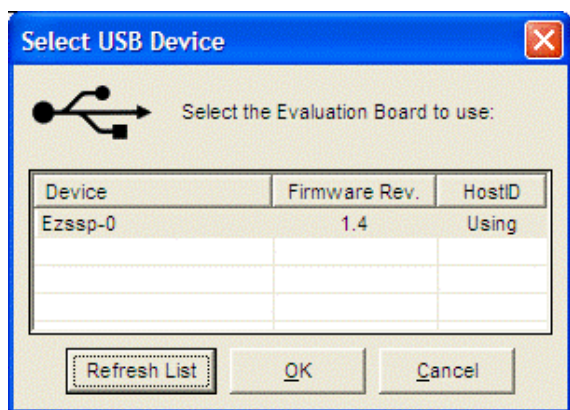 Select USB Device
Select the Evaluation Board to use:
Device Firmware Rev. HostID
Ezssp-0 1.4 Using
Refresh List OK Cancel